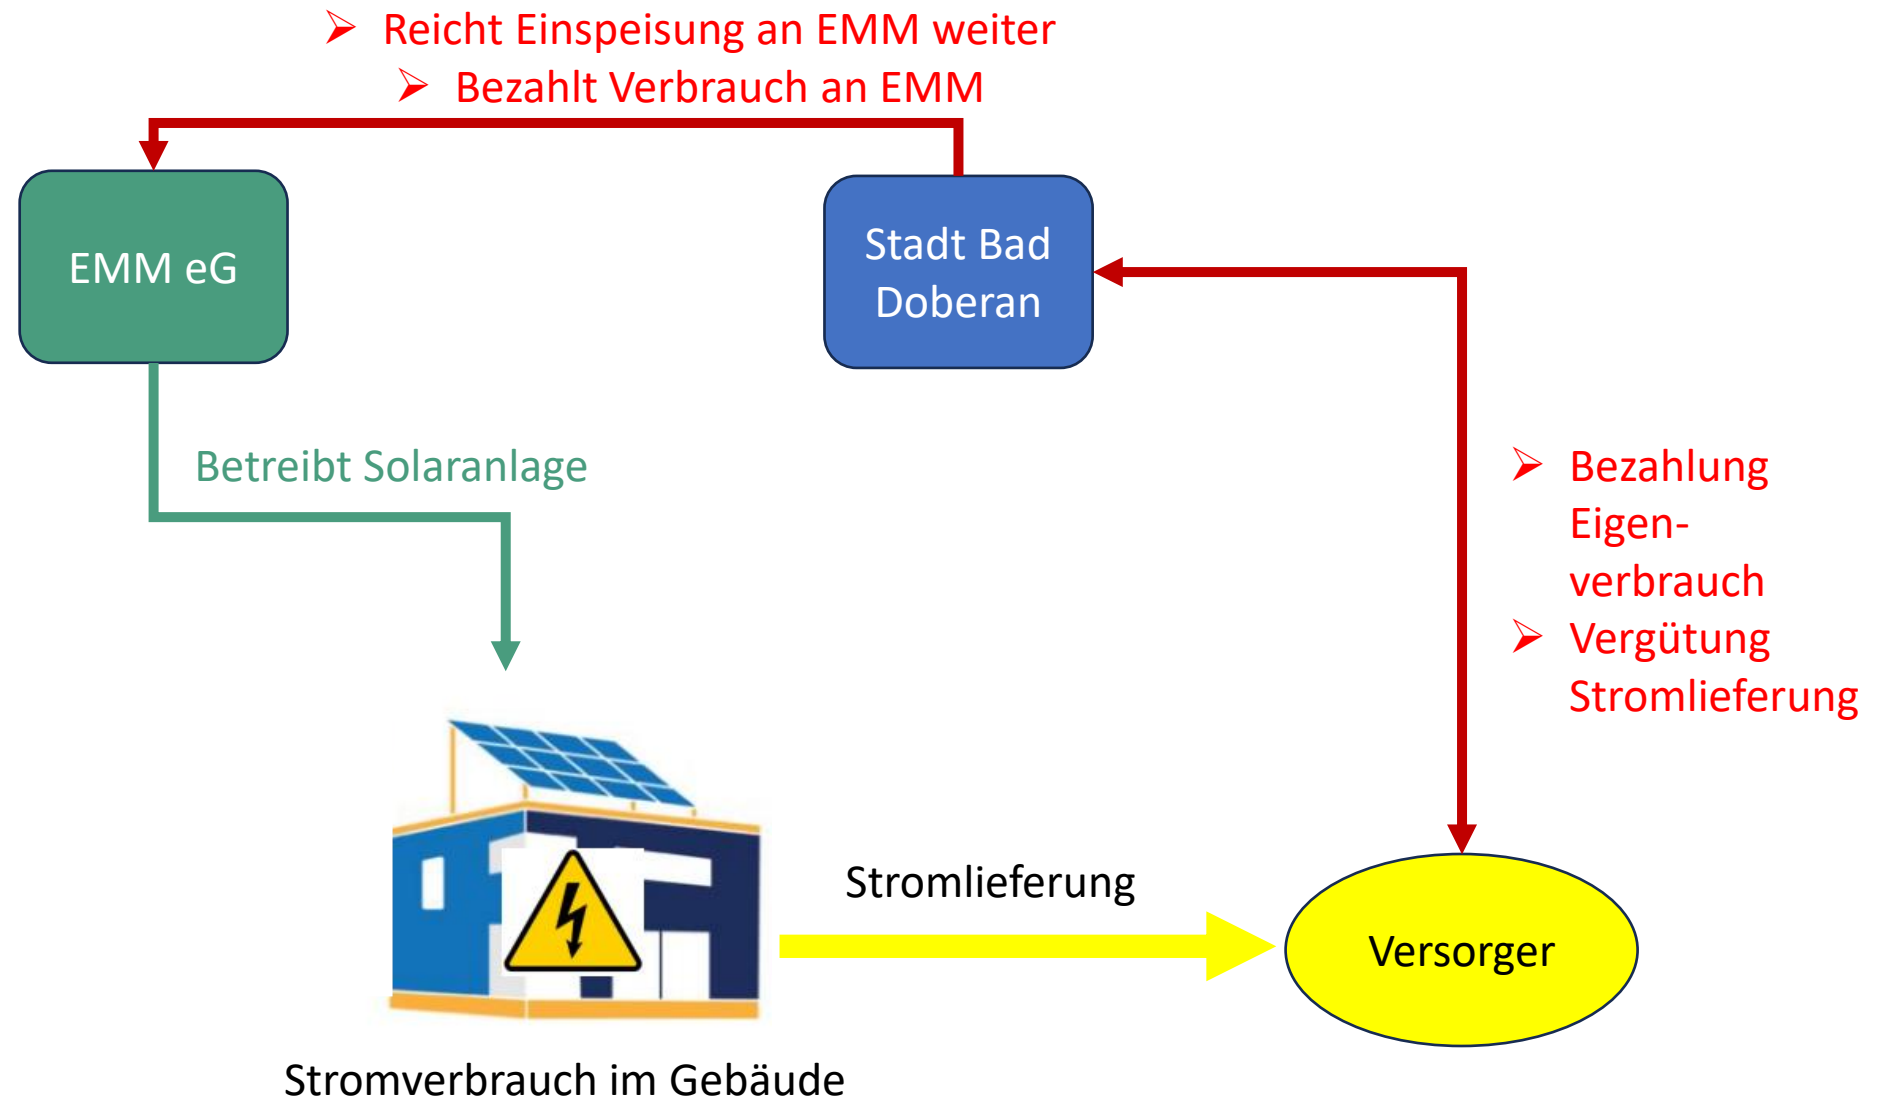 Reicht Einspeisung an EMM weiter
Bezahlt Verbrauch an EMM
EMM eG
Stadt Bad
Doberan
Betreibt Solaranlage
Bezahlung
Eigen-
verbrauch
Vergütung
Stromlieferung
Stromlieferung
Versorger
Stromverbrauch im Gebäude